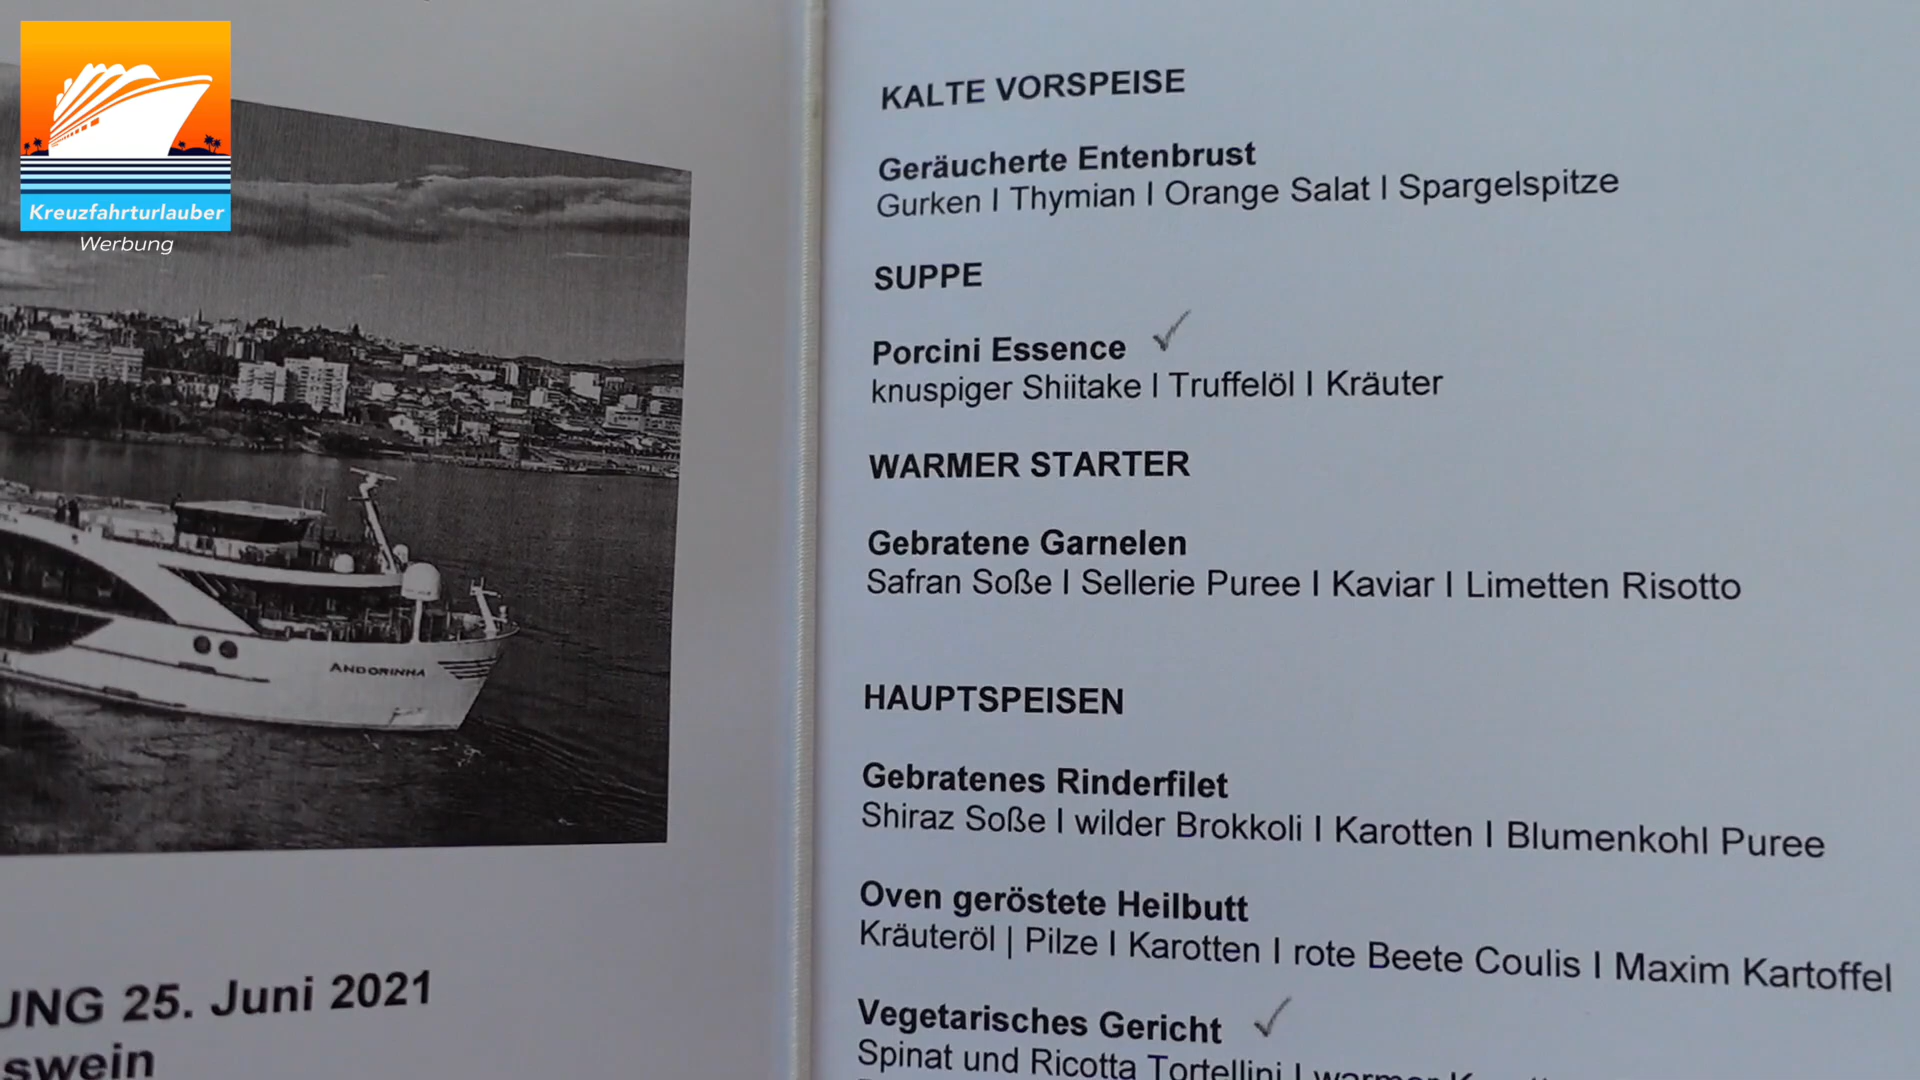 Kreuzfahrturlauber
Werbung
ANDORINHA
UNG 25. Juni 2021
swein
KALTE VORSPEISE
Geräucherte Entenbrust
Gurken I Thymian I Orange Salat I Spargelspitze
SUPPE
Porcini Essence
knuspiger Shiitake I Truffelöl I Kräuter
WARMER STARTER
Gebratene Garnelen
Safran Soße I Sellerie Puree I Kaviar I Limetten Risotto
HAUPTSPEISEN
Gebratenes Rinderfilet
Shiraz Soße I wilder Brokkoli I Karotten I Blumenkohl Puree
Oven geröstete Heilbutt
Kräuteröl | Pilze I Karotten I rote Beete Coulis I Maxim Kartoffel
Vegetarisches Gericht
Spinat und Ricotta Tortellini I warmer